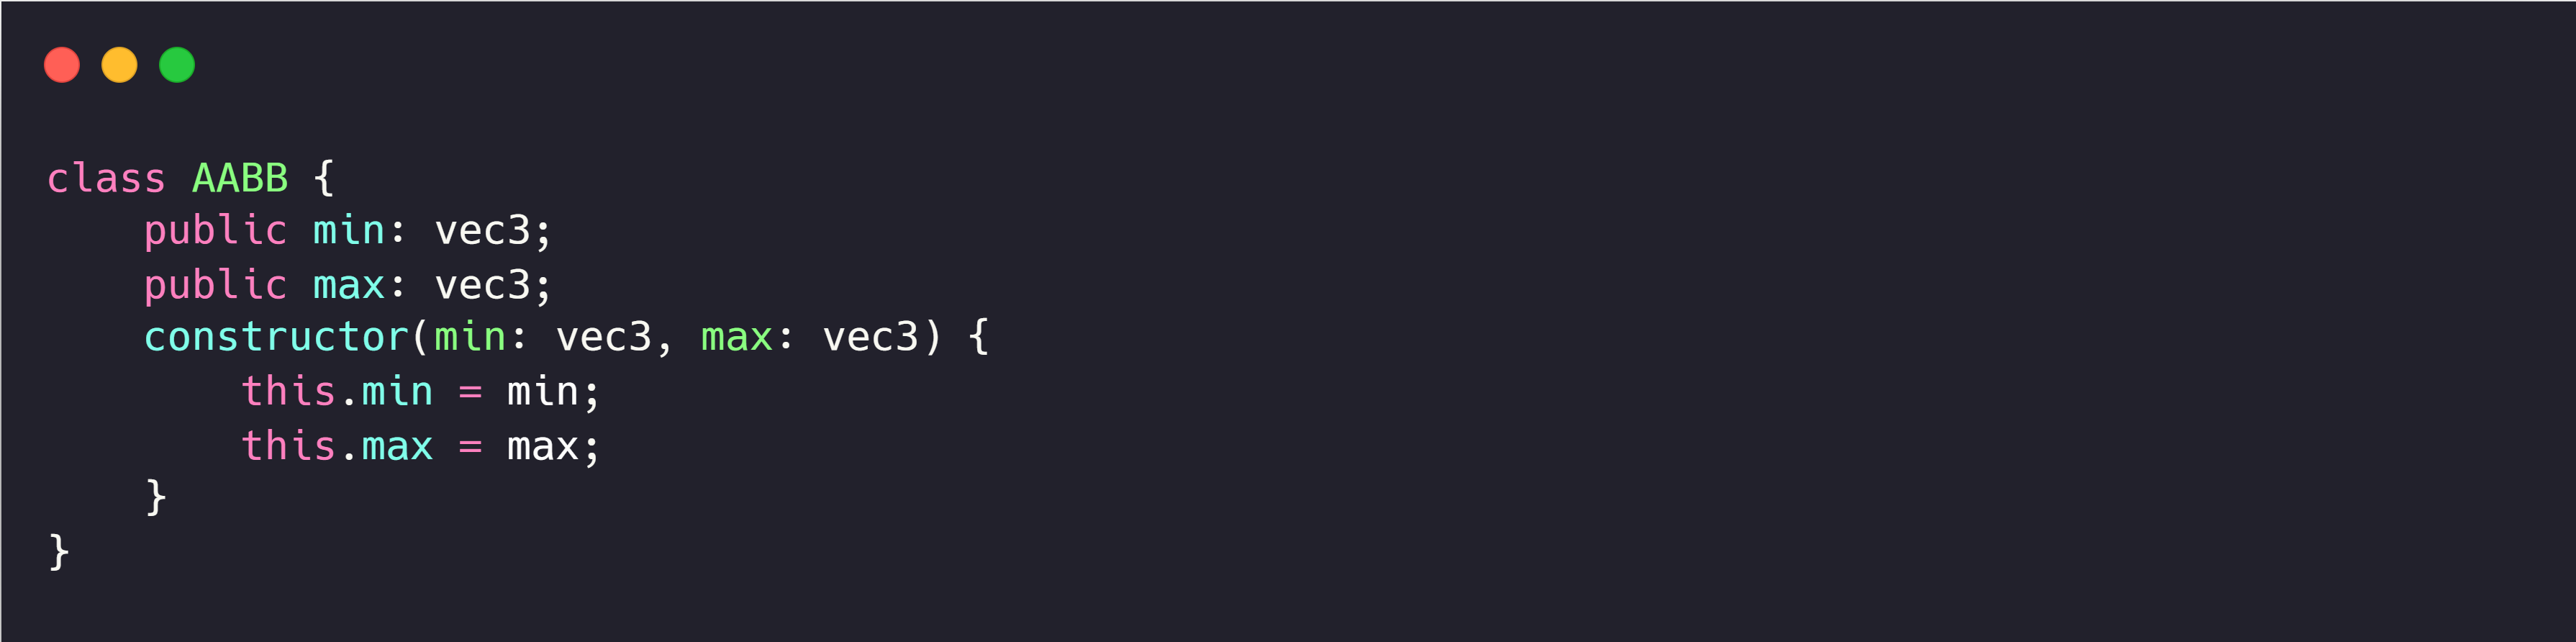 class AABB {
    public min: vec3;
    public max: vec3;
    constructor(min: vec3, max: vec3) {
        this.min = min;
        this.max = max;
    }
}